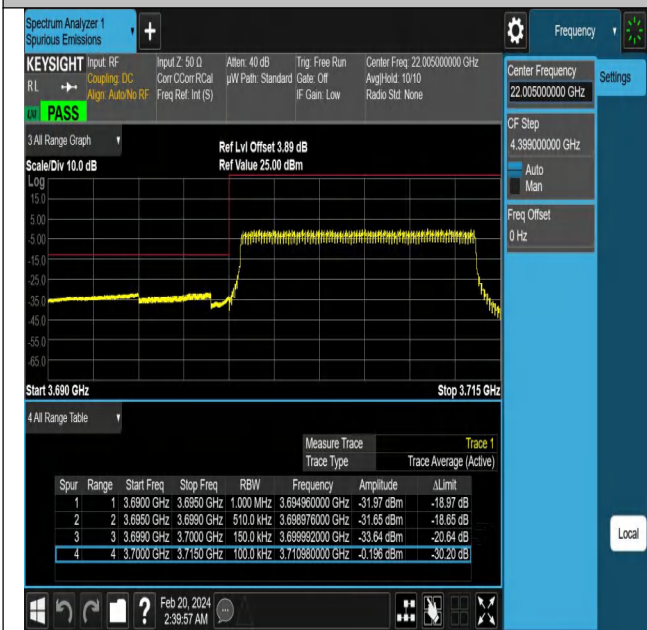 Spectrum Analyzer 1
Spurious Emissions
Frequency
KEYSIGHT
RL
Input: RF
Coupling: DC
Align: Auto/No RF
Input Z: 50 Ω
Corr CCorr RCal
Freq Ref: Int (S)
Atten: 40 dB
µW Path: Standard
Trig: Free Run
Gate: Off
IF Gain: Low
Center Freq: 22.005000000 GHz
Avg|Hold: 10/10
Radio Std: None
PASS
3 All Range Graph
Scale/Div 10.0 dB
Ref Lvl Offset 3.89 dB
Ref Value 25.00 dBm
Log
15.0
5.00
-5.00
-15.0
-25.0
-35.0
-45.0
-55.0
-65.0
Start 3.690 GHz
Stop 3.715 GHz
4 All Range Table
Measure Trace Trace 1
Trace Type Trace Average (Active)
Spur Range Start Freq Stop Freq RBW Frequency Amplitude ΔLimit
1 1 3.6900 GHz 3.6950 GHz 1.000 MHz 3.694960000 GHz -31.97 dBm -18.97 dB
2 2 3.6950 GHz 3.6990 GHz 510.0 kHz 3.698976000 GHz -31.65 dBm -18.65 dB
3 3 3.6990 GHz 3.7000 GHz 150.0 kHz 3.699992000 GHz -33.64 dBm -20.64 dB
4 4 3.7000 GHz 3.7150 GHz 100.0 kHz 3.710980000 GHz -0.196 dBm -30.20 dB
Feb 20, 2024
2:39:57 AM
Center Frequency
22.005000000 GHz
Settings
CF Step
4.399000000 GHz
Auto
Man
Freq Offset
0 Hz
Local